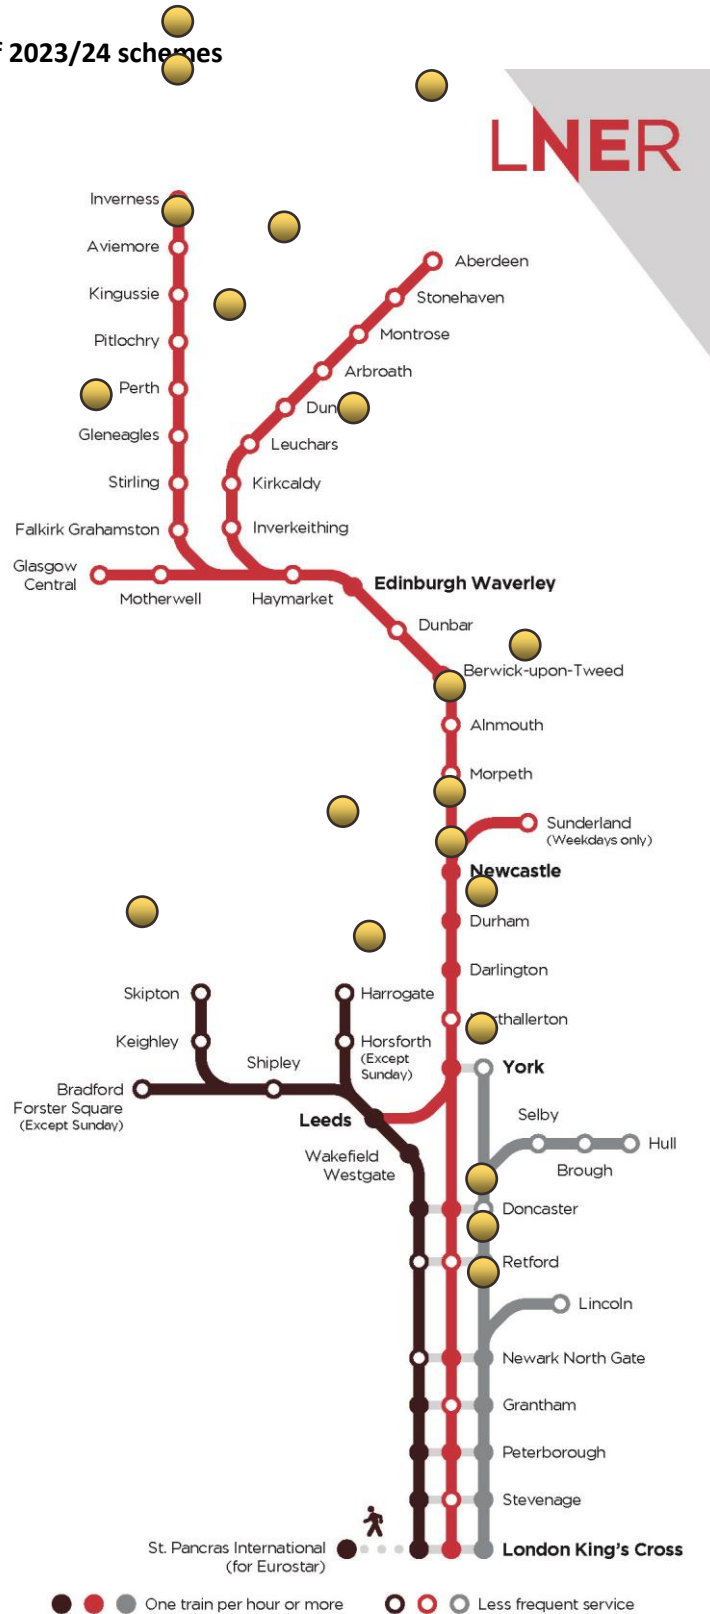 2023/24 schemes
LNER
Inverness
Aviemore
Aberdeen
Kingussie
Stonehaven
Pitlochry
Montrose
Arbroath
Perth
Dun
Gleneagles
Leuchars
Stirling
Kirkcaldy
Falkirk Grahamston
Inverkeithing
Glasgow
Central
Motherwell
Haymarket
Edinburgh Waverley
Dunbar
Berwick-upon-Tweed
Alnmouth
Morpeth
Sunderland
(Weekdays only)
Newcastle
Durham
Darlington
Skipton
Harrogate
rthallerton
Keighley
Horsforth
(Except
Sunday)
Shipley
York
Bradford
Forster Square
(Except Sunday)
Leeds
Selby
Hull
Wakefield
Westgate
Brough
Doncaster
Retford
Lincoln
Newark North Gate
Grantham
Peterborough
Stevenage
St. Pancras International
(for Eurostar)
London King's Cross
One train per hour or more
Less frequent service